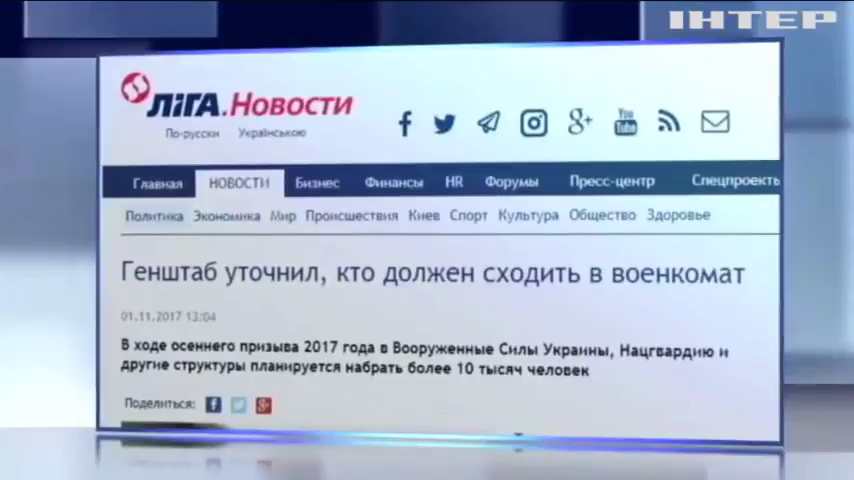 ІНТЕР
ЛІГА.Новости
По-русски Українською
Главная НОВОСТИ Бизнес Финансы HR Форумы Пресс-центр Спецпроекть
Политика Экономика Мир Происшествия Киев Спорт Культура Общество Здоровье
Генштаб уточнил, кто должен сходить в военкомат
01.11.2017 13:04
В ходе осеннего призыва 2017 года в Вооруженные Силы Украины, Нацгвардию и
другие структуры планируется набрать более 10 тысяч человек
Поделиться: